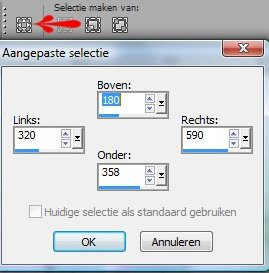 Selectie maken van:
Aangepaste selectie
Boven:
180
Links:
320
Rechts:
590
Onder:
358
Huidige selectie als standaard gebruiken
OK
Annuleren